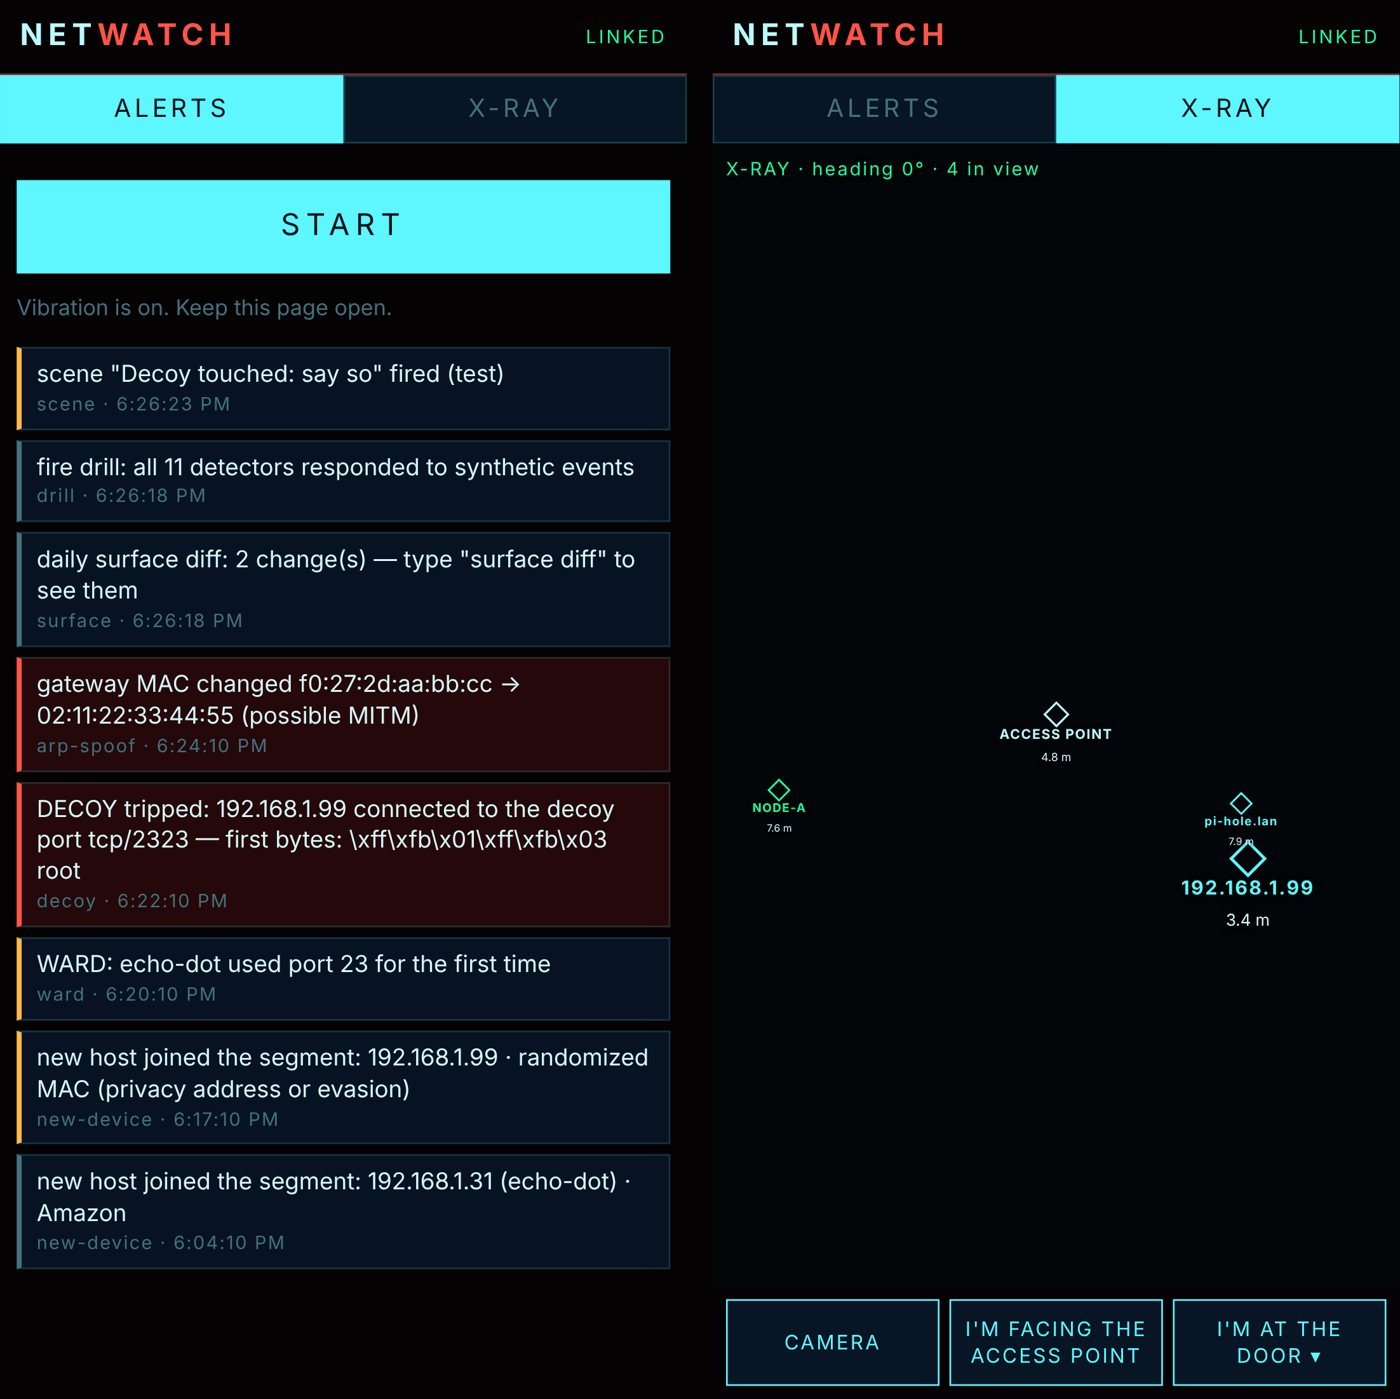 NETWATCH
LINKED
ALERTS
X-RAY
START
Vibration is on. Keep this page open.
scene "Decoy touched: say so" fired (test)
scene · 6:26:23 PM
fire drill: all 11 detectors responded to synthetic events
drill · 6:26:18 PM
daily surface diff: 2 change(s) — type "surface diff" to
see them
surface · 6:26:18 PM
gateway MAC changed f0:27:2d:aa:bb:cc →
02:11:22:33:44:55 (possible MITM)
arp-spoof · 6:24:10 PM
DECOY tripped: 192.168.1.99 connected to the decoy
port tcp/2323 — first bytes: \xff\xfb\x01\xff\xfb\x03
root
decoy · 6:22:10 PM
WARD: echo-dot used port 23 for the first time
ward · 6:20:10 PM
new host joined the segment: 192.168.1.99 · randomized
MAC (privacy address or evasion)
new-device · 6:17:10 PM
new host joined the segment: 192.168.1.31 (echo-dot) ·
Amazon
new-device · 6:04:10 PM
NETWATCH
LINKED
ALERTS
X-RAY
X-RAY · heading 0° · 4 in view
ACCESS POINT
4.8 m
NODE-A
7.6 m
pi-hole.lan
7.9 m
192.168.1.99
3.4 m
CAMERA
I'M FACING THE
ACCESS POINT
I'M AT THE
DOOR ▾